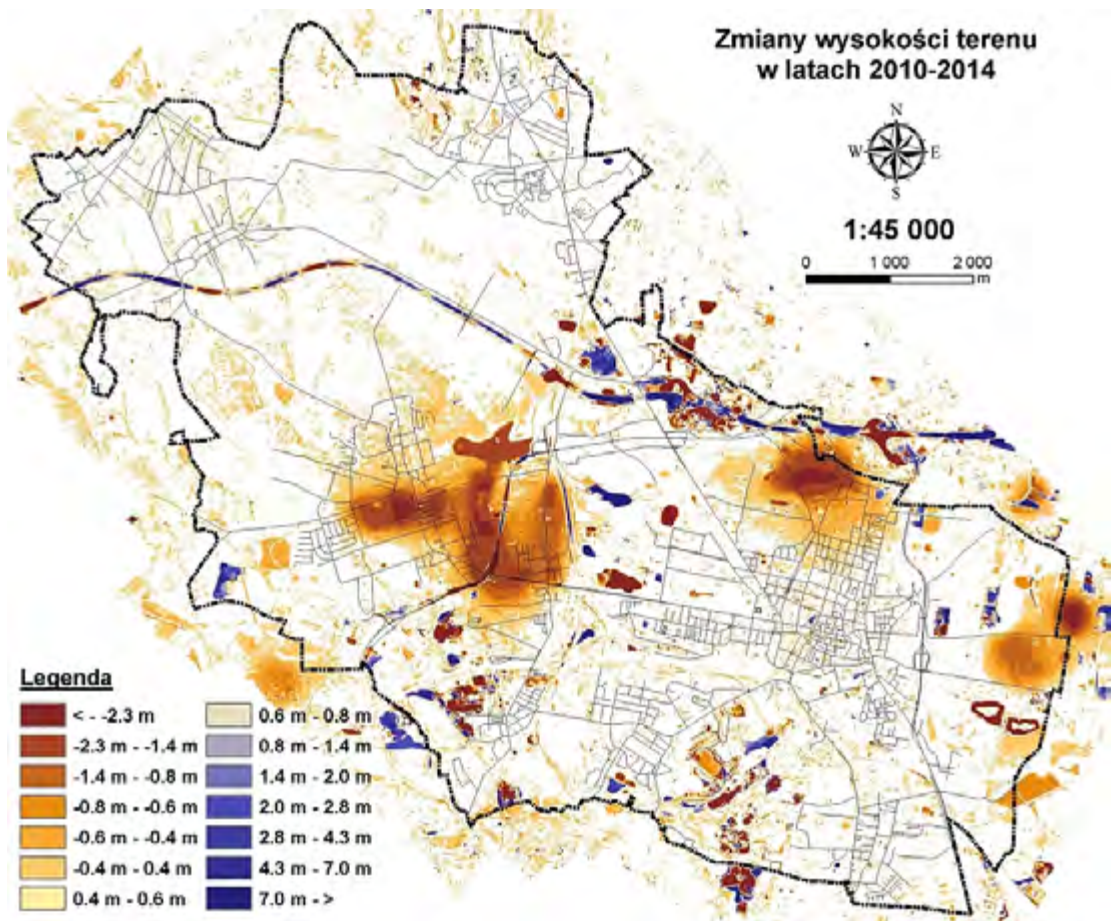 Zmiany wysokości terenu
w latach 2010-2014
N
W E
S
1:45 000
0 1 000 2 000
m
Legenda
< - -2.3 m
-2.3 m - -1.4 m
-1.4 m - -0.8 m
-0.8 m - -0.6 m
-0.6 m - -0.4 m
-0.4 m - 0.4 m
0.4 m - 0.6 m
0.6 m - 0.8 m
0.8 m - 1.4 m
1.4 m - 2.0 m
2.0 m - 2.8 m
2.8 m - 4.3 m
4.3 m - 7.0 m
7.0 m - >